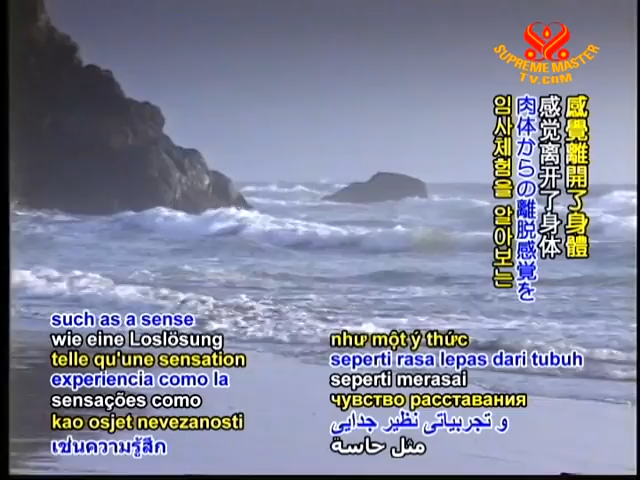 SUPREME MASTER
TV.COM
感覺離開了身體
感觉离开了身体
肉体からの離脱感覚を
임사체험을 알아보는
such as a sense
wie eine Loslösung
telle qu'une sensation
experiencia como la
sensações como
kao osjet nevezanosti
เช่นความรู้สึก
như một ý thức
seperti rasa lepas dari tubuh
seperti merasai
чувство расставания
و تجربیاتی نظیر جدایی
مثل حاسة